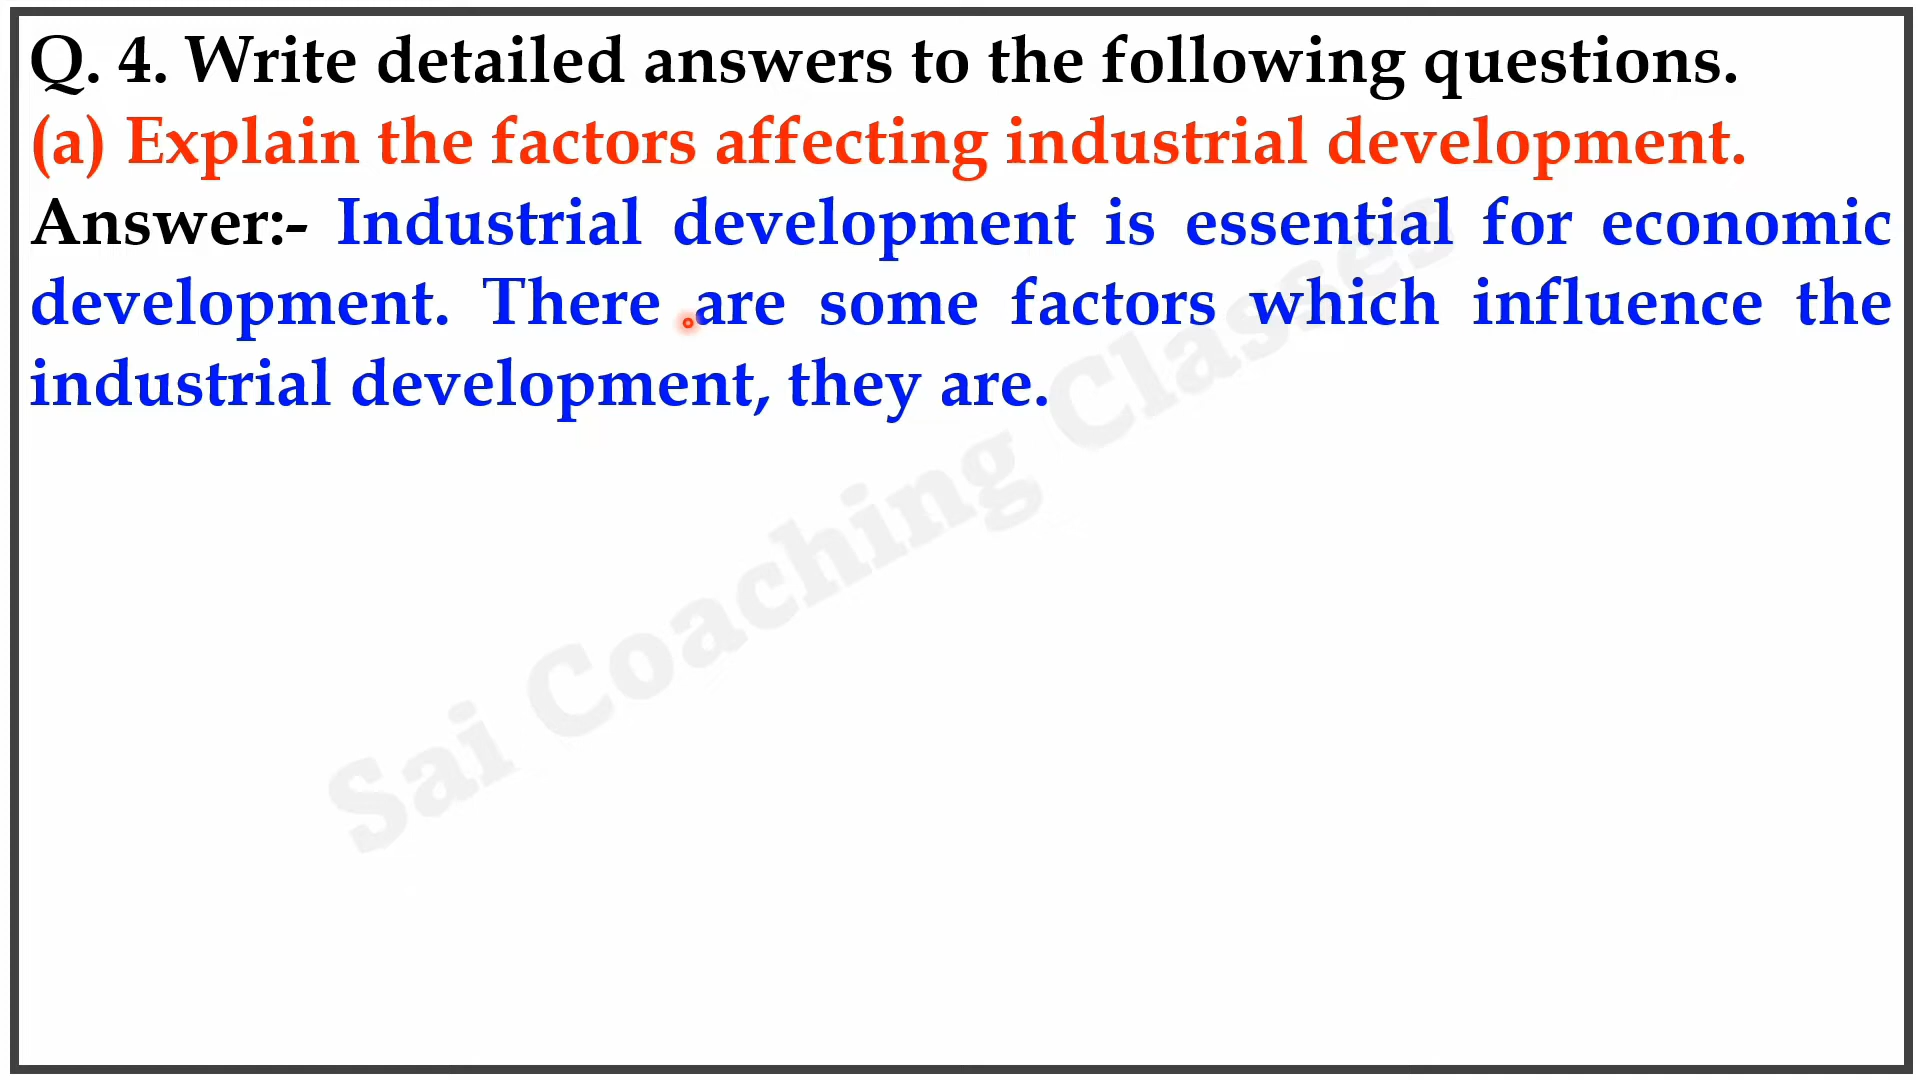 Q. 4. Write detailed answers to the following questions.
(a) Explain the factors affecting industrial development.
Answer:- Industrial development is essential for economic
development. There are some factors which influence the
industrial development, they are.
Sai Coaching Classes